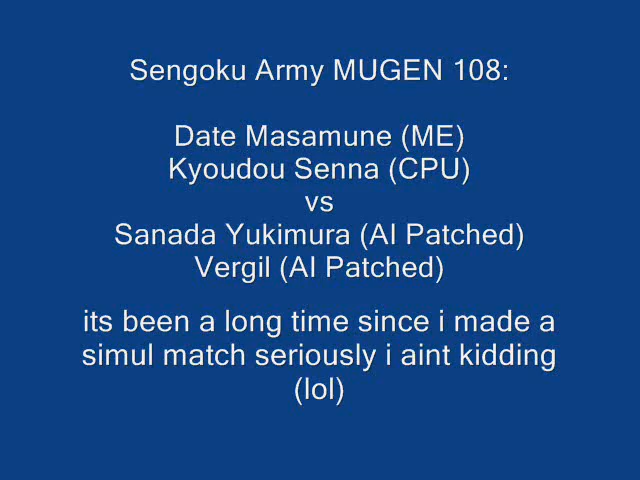 Sengoku Army MUGEN 108:
Date Masamune (ME)
Kyoudou Senna (CPU)
vs
Sanada Yukimura (AI Patched)
Vergil (AI Patched)
its been a long time since i made a
simul match seriously i aint kidding
(lol)